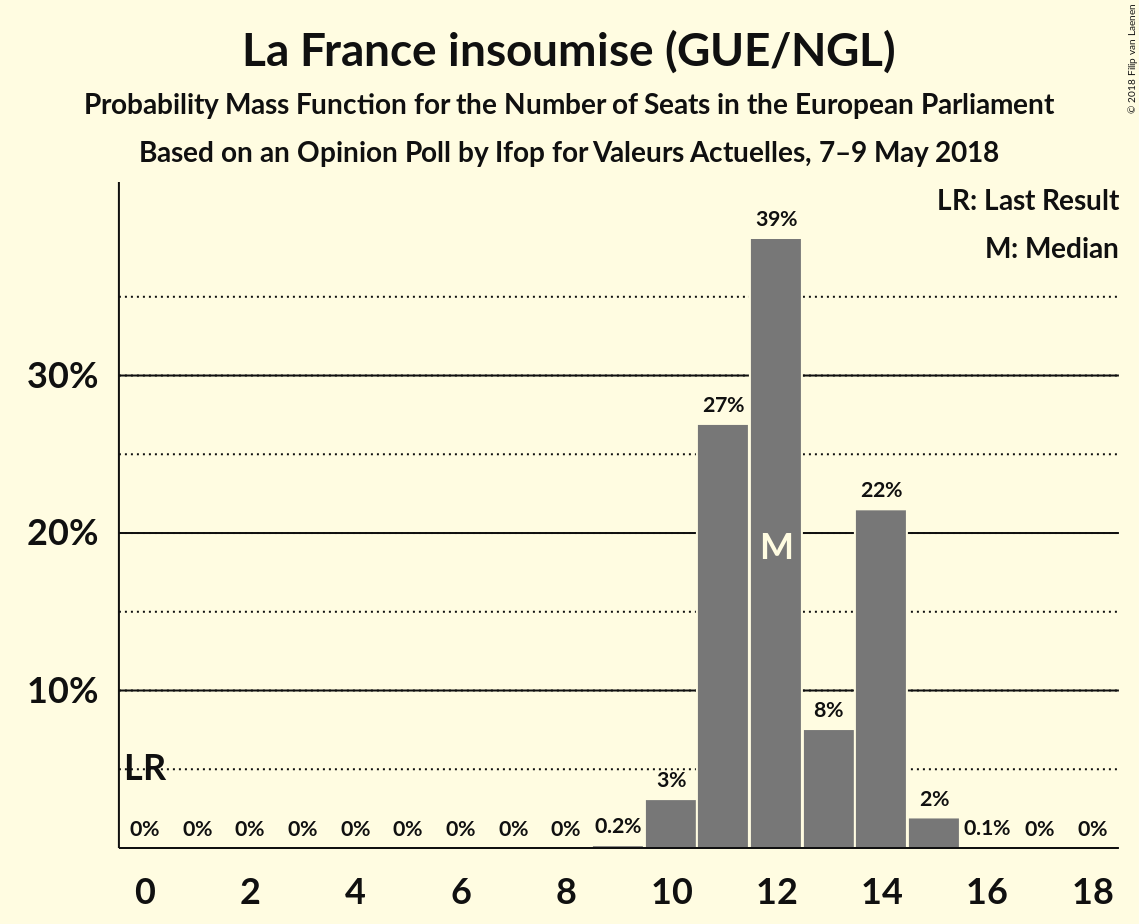 La France insoumise (GUE/NGL)
Probability Mass Function for the Number of Seats in the European Parliament
Based on an Opinion Poll by Ifop for Valeurs Actuelles, 7–9 May 2018
© 2018 Filip van Laenen
LR: Last Result
M: Median
39%
30%
27%
22%
20%
M
10%
8%
LR
3%
2%
0% 0% 0% 0% 0% 0% 0% 0% 0% 0.2% 0.1% 0% 0%
0 2 4 6 8 10 12 14 16 18